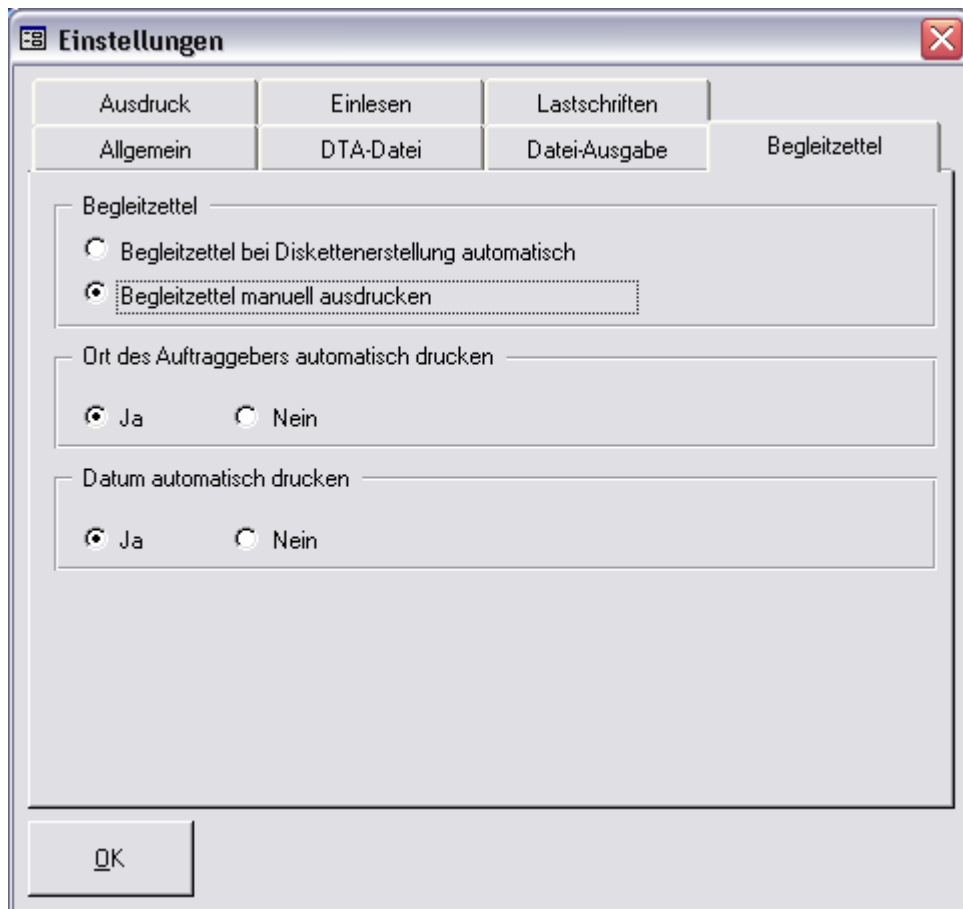 Einstellungen
Ausdruck Einlesen Lastschriften
Allgemein DTA-Datei Datei-Ausgabe Begleitzettel
Begleitzettel
Begleitzettel bei Diskettenerstellung automatisch
Begleitzettel manuell ausdrucken
Ort des Auftraggebers automatisch drucken
Ja Nein
Datum automatisch drucken
Ja Nein
OK